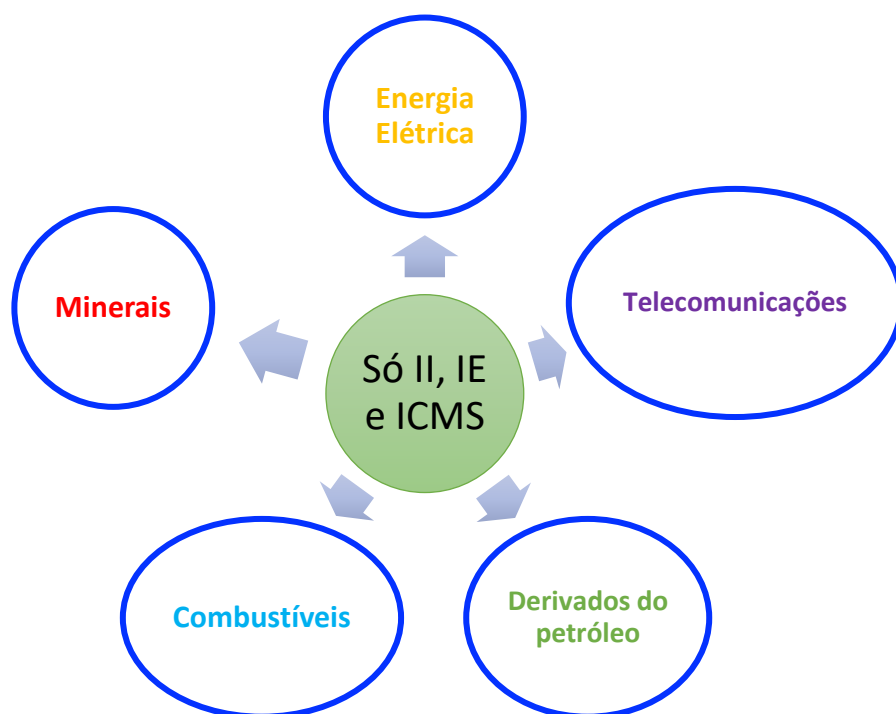 Energia
Elétrica
Minerais
Telecomunicações
Só II, IE
e ICMS
Combustíveis
Derivados do
petróleo